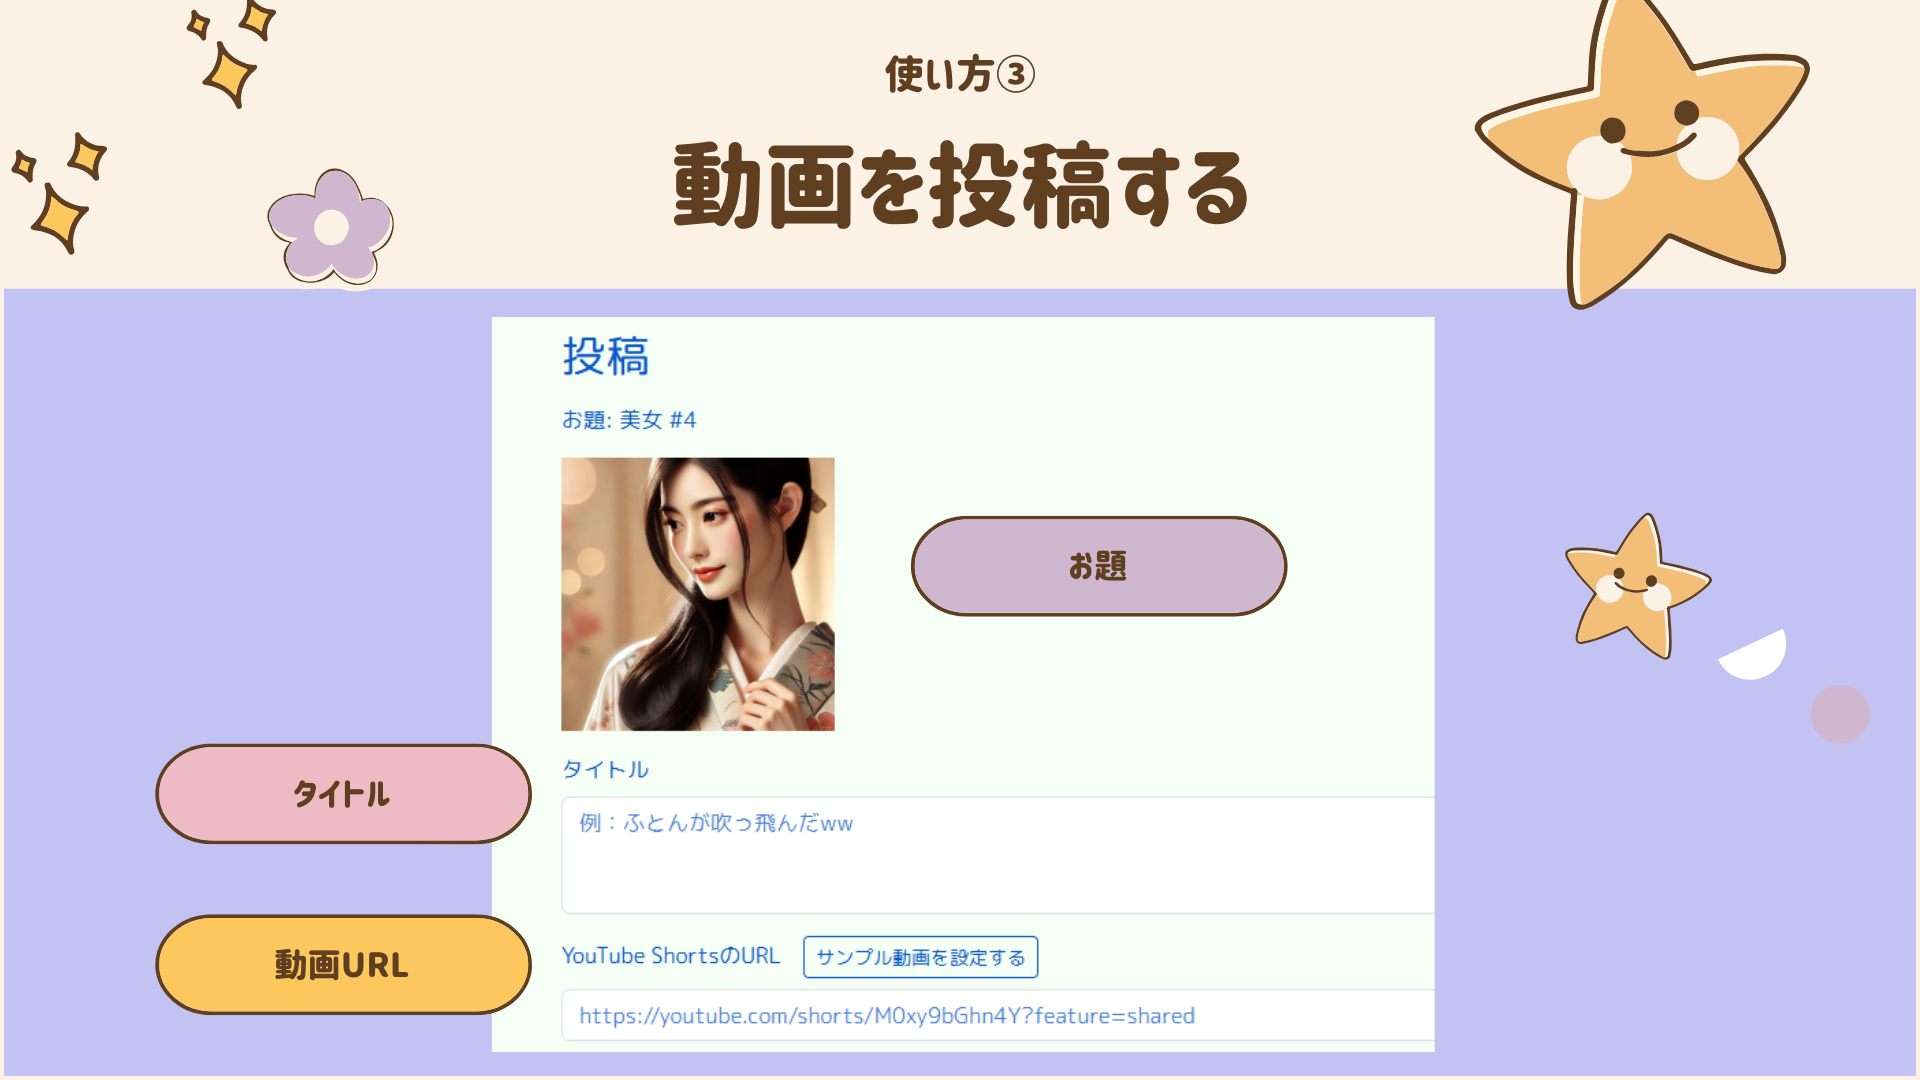 使い方③
動画を投稿する
投稿
お題: 美女 #4
お題
タイトル
タイトル
例：ふとんが吹っ飛んだww
動画URL
YouTube ShortsのURL サンプル動画を設定する
https://youtube.com/shorts/M0xy9bGhn4Y?feature=shared